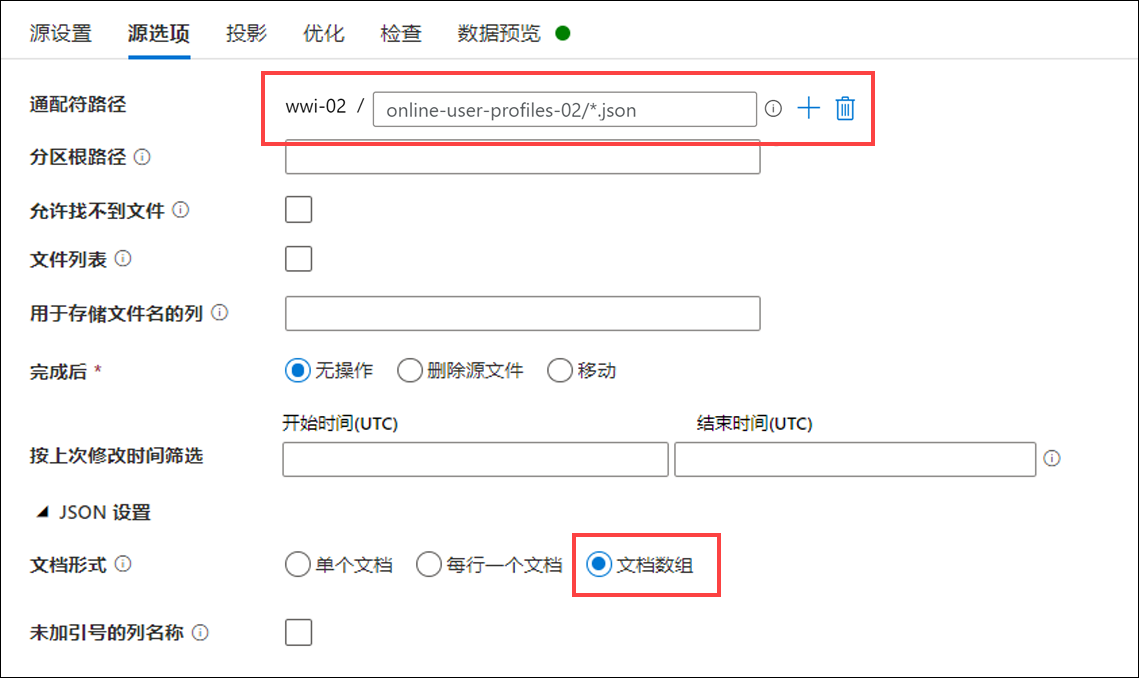 源设置 源选项 投影 优化 检查 数据预览
通配符路径 wwi-02 / online-user-profiles-02/*.json
分区根路径
允许找不到文件
文件列表
用于存储文件名的列
完成后 * 无操作 删除源文件 移动
开始时间(UTC) 结束时间(UTC)
按上次修改时间筛选
JSON 设置
文档形式 单个文档 每行一个文档 文档数组
未加引号的列名称